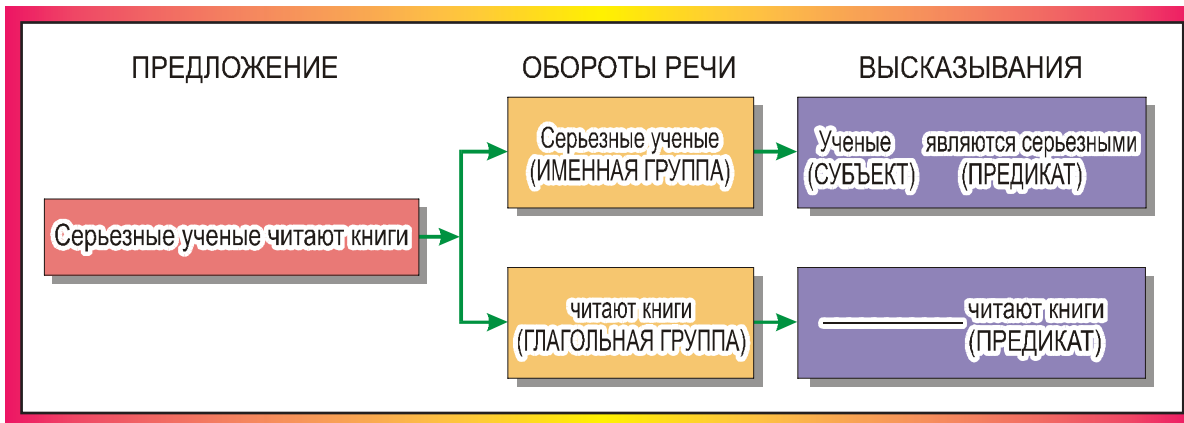 ПРЕДЛОЖЕНИЕ
ОБОРОТЫ РЕЧИ
ВЫСКАЗЫВАНИЯ
Серьезные ученые читают книги
Серьезные ученые
(ИМЕННАЯ ГРУППА)
Ученые являются серьезными
(СУБЪЕКТ) (ПРЕДИКАТ)
читают книги
(ГЛАГОЛЬНАЯ ГРУППА)
читают книги
(ПРЕДИКАТ)